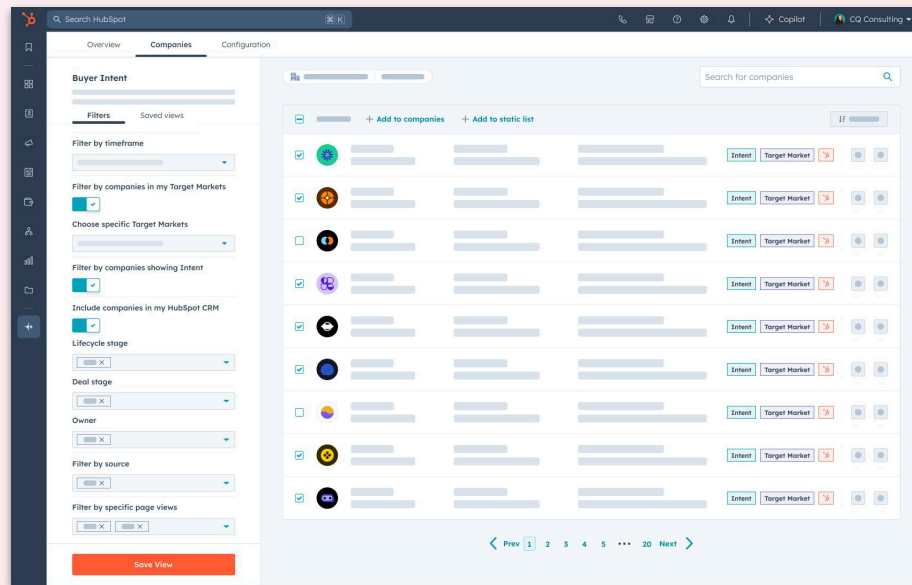 Search HubSpot
⌘ K
Copilot
CQ Consulting
Overview Companies Configuration
Buyer Intent
Filters Saved views
Filter by timeframe
Filter by companies in my Target Markets
Choose specific Target Markets
Filter by companies showing Intent
Include companies in my HubSpot CRM
Lifecycle stage
Deal stage
Owner
Filter by source
Filter by specific page views
Save View
Search for companies
+ Add to companies + Add to static list
Intent Target Market
Intent Target Market
Intent Target Market
Intent Target Market
Intent Target Market
Intent Target Market
Intent Target Market
Intent Target Market
Intent Target Market
Prev 1 2 3 4 5 ••• 20 Next